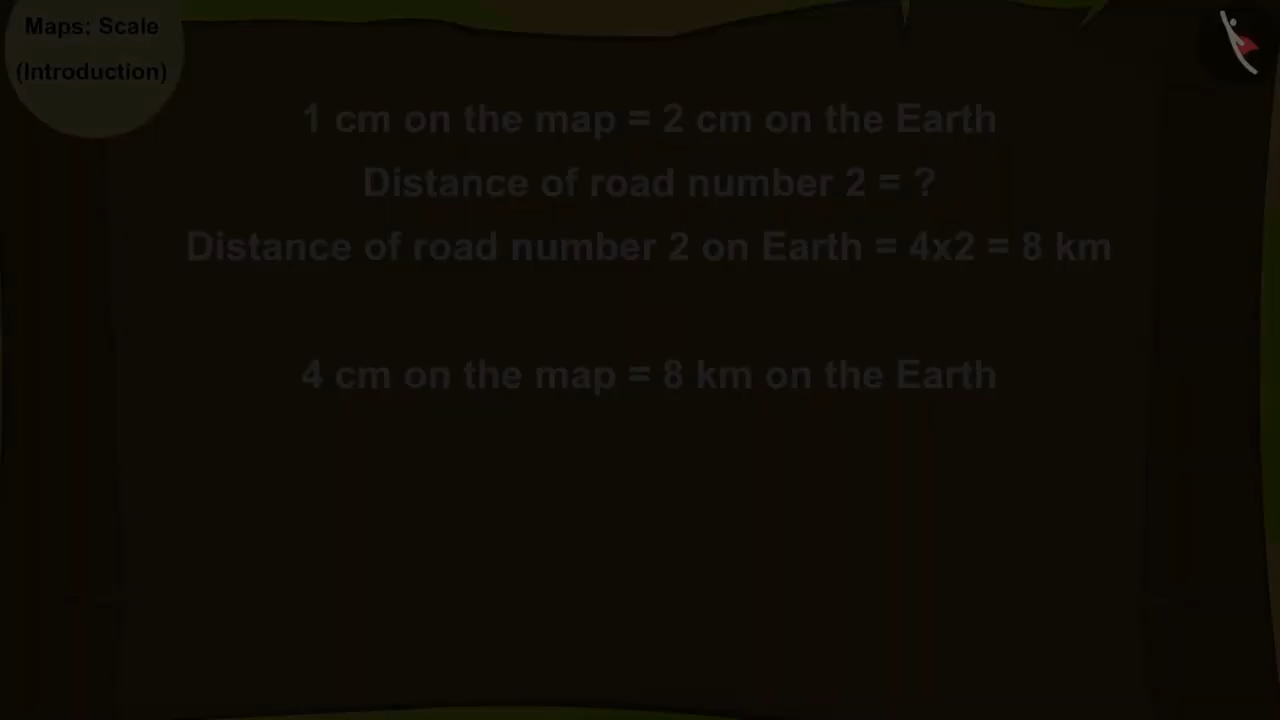 Maps: Scale
(Introduction)
1 cm on the map = 2 cm on the Earth
Distance of road number 2 = ?
Distance of road number 2 on Earth = 4x2 = 8 km
4 cm on the map = 8 km on the Earth